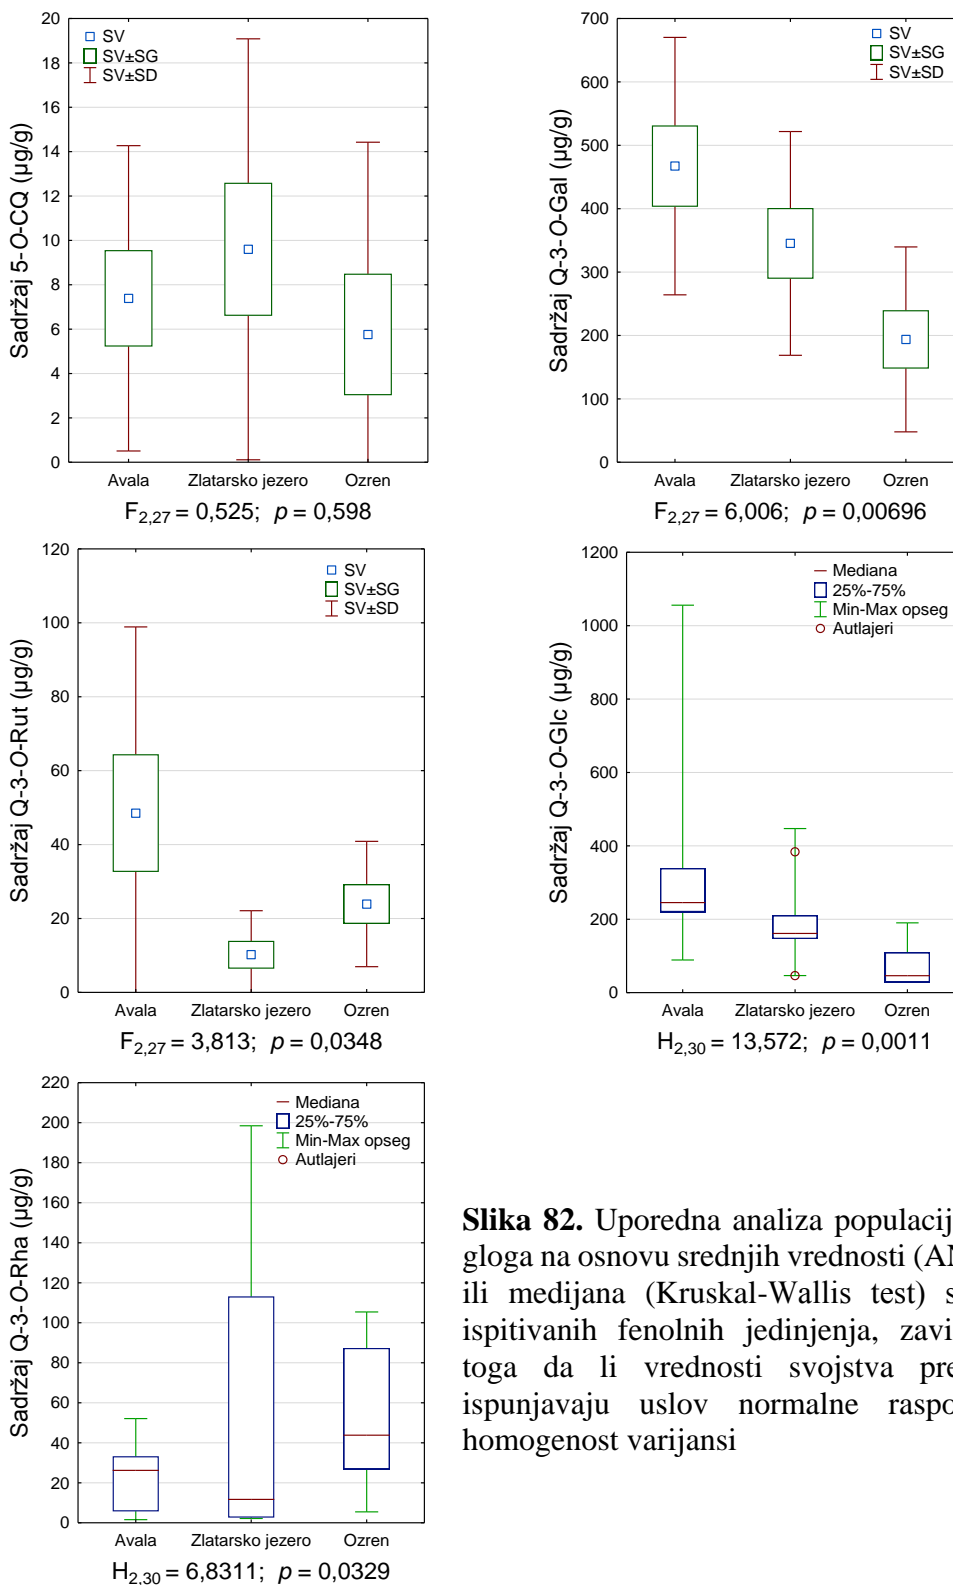 20
18
16
14
12
10
8
6
4
2
0
Sadržaj 5-O-CQ (µg/g)
SV
SV±SG
SV±SD
Avala Zlatarsko jezero Ozren
F2,27 = 0,525; p = 0,598
700
600
500
400
300
200
100
0
Sadržaj Q-3-O-Gal (µg/g)
SV
SV±SG
SV±SD
Avala Zlatarsko jezero Ozren
F2,27 = 6,006; p = 0,00696
120
100
80
60
40
20
0
Sadržaj Q-3-O-Rut (µg/g)
SV
SV±SG
SV±SD
Avala Zlatarsko jezero Ozren
F2,27 = 3,813; p = 0,0348
1200
1000
800
600
400
200
0
Sadržaj Q-3-O-Glc (µg/g)
Mediana
25%-75%
Min-Max opseg
Autlajeri
Avala Zlatarsko jezero Ozren
H2,30 = 13,572; p = 0,0011
220
200
180
160
140
120
100
80
60
40
20
0
Sadržaj Q-3-O-Rha (µg/g)
Mediana
25%-75%
Min-Max opseg
Autlajeri
Avala Zlatarsko jezero Ozren
H2,30 = 6,8311; p = 0,0329
Slika 82. Uporedna analiza populacij
gloga na osnovu srednjih vrednosti (AN
ili medijana (Kruskal-Wallis test) s
ispitivanih fenolnih jedinjenja, zavi
toga da li vrednosti svojstva pre
ispunjavaju uslov normalne raspo
homogenost varijansi